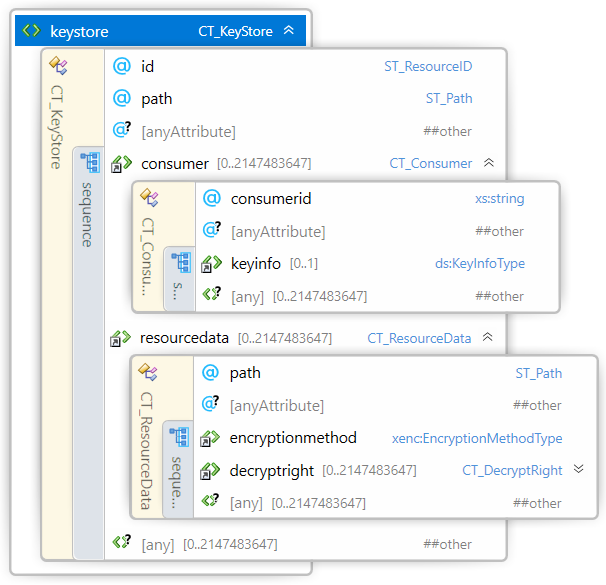 keystore CT_KeyStore
CT_KeyStore
@ id ST_ResourceID
@ path ST_Path
@? [anyAttribute] ##other
sequence
consumer [0..2147483647] CT_Consumer
CT_Consu...
@ consumerid xs:string
@? [anyAttribute] ##other
s...
keyinfo [0..1] ds:KeyInfoType
<?> [any] [0..2147483647] ##other
resourcedata [0..2147483647] CT_ResourceData
CT_ResourceData
@ path ST_Path
@? [anyAttribute] ##other
seque...
encryptionmethod xenc:EncryptionMethodType
decryptright [0..2147483647] CT_DecryptRight
<?> [any] [0..2147483647] ##other
<?> [any] [0..2147483647] ##other